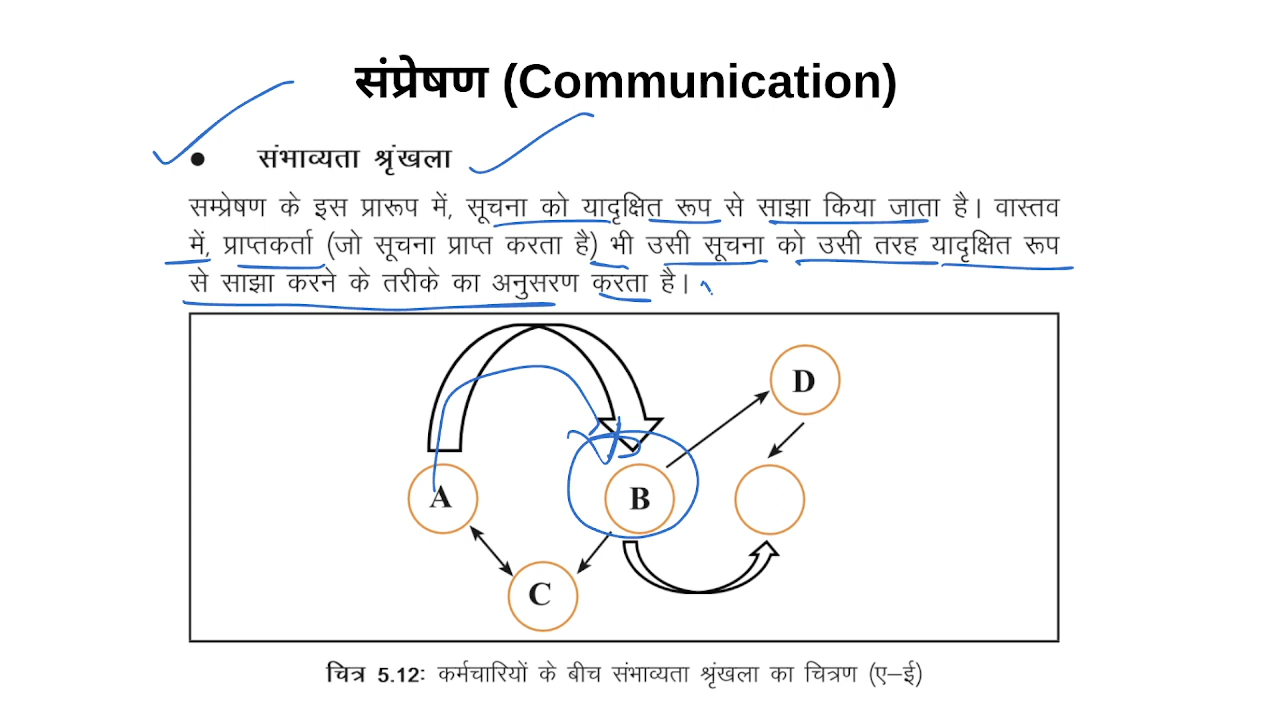 संप्रेषण (Communication)
● संभाव्यता श्रृंखला
सम्प्रेषण के इस प्रारूप में, सूचना को यादृक्षित रूप से साझा किया जाता है। वास्तव
में, प्राप्तकर्ता (जो सूचना प्राप्त करता है) भी उसी सूचना को उसी तरह यादृक्षित रूप
से साझा करने के तरीके का अनुसरण करता है।
D
A
B
C
चित्र 5.12: कर्मचारियों के बीच संभाव्यता श्रृंखला का चित्रण (ए–ई)